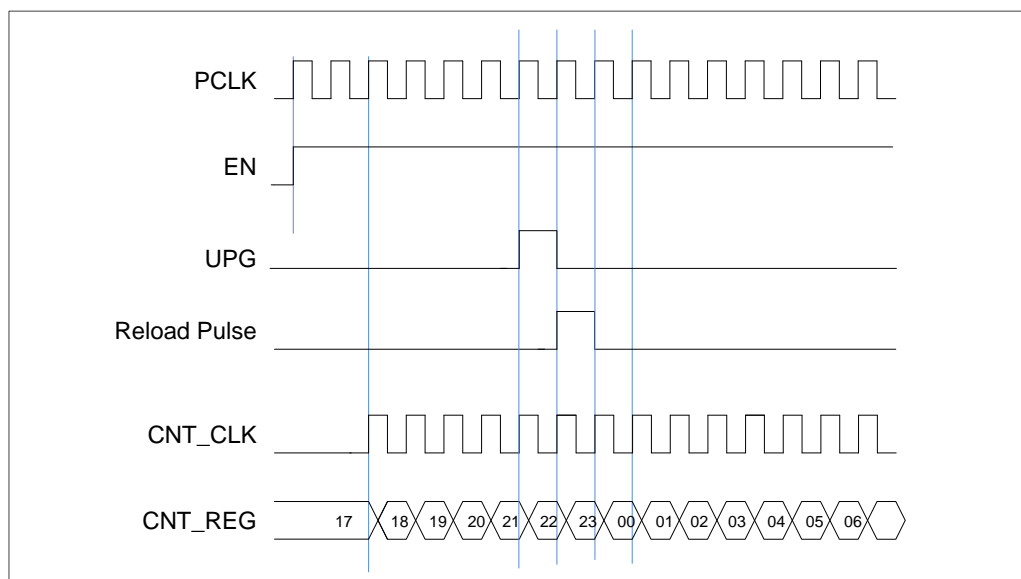 PCLK
EN
UPG
Reload Pulse
CNT_CLK
CNT_REG 17 18 19 20 21 22 23 00 01 02 03 04 05 06